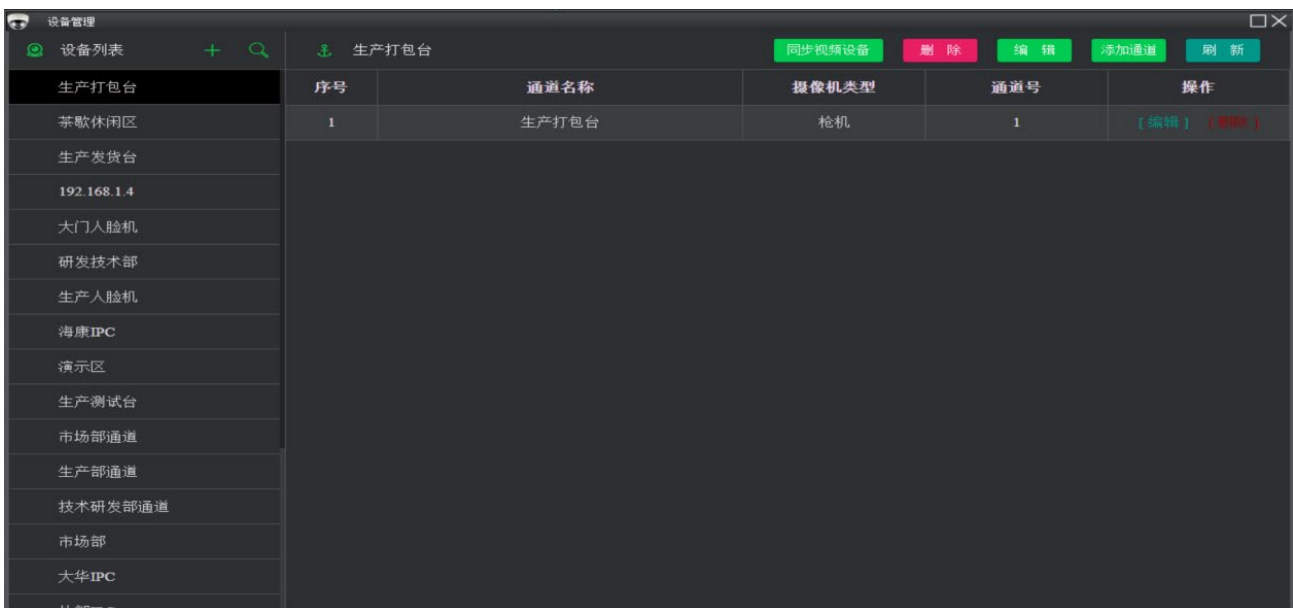 设备管理
设备列表
生产打包台 同步视频设备 删 除 编 辑 添加通道 刷 新
生产打包台
茶歇休闲区
生产发货台
192.168.1.4
大门人脸机
研发技术部
生产人脸机
海康IPC
演示区
生产测试台
市场部通道
生产部通道
技术研发部通道
市场部
大华IPC
序号 通道名称 摄像机类型 通道号 操作
1 生产打包台 枪机 1 [编辑] [删除]